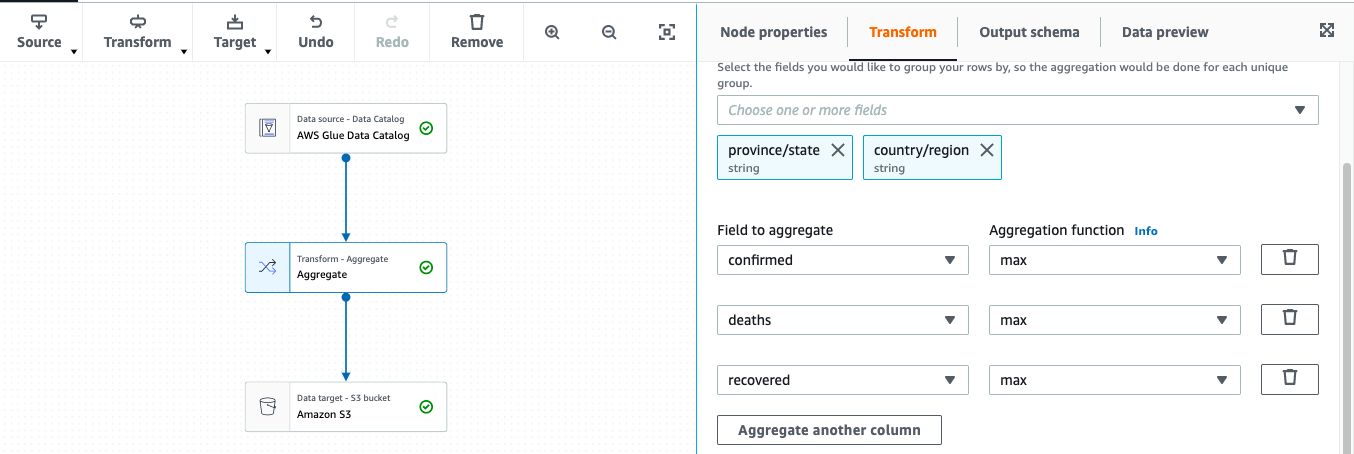 Source
Transform
Target
Undo
Redo
Remove
Data source - Data Catalog
AWS Glue Data Catalog
Transform - Aggregate
Aggregate
Data target - S3 bucket
Amazon S3
Node properties
Transform
Output schema
Data preview
Select the fields you would like to group your rows by, so the aggregation would be done for each unique
group.
Choose one or more fields
province/state
string
country/region
string
Field to aggregate
Aggregation function Info
confirmed
max
deaths
max
recovered
max
Aggregate another column